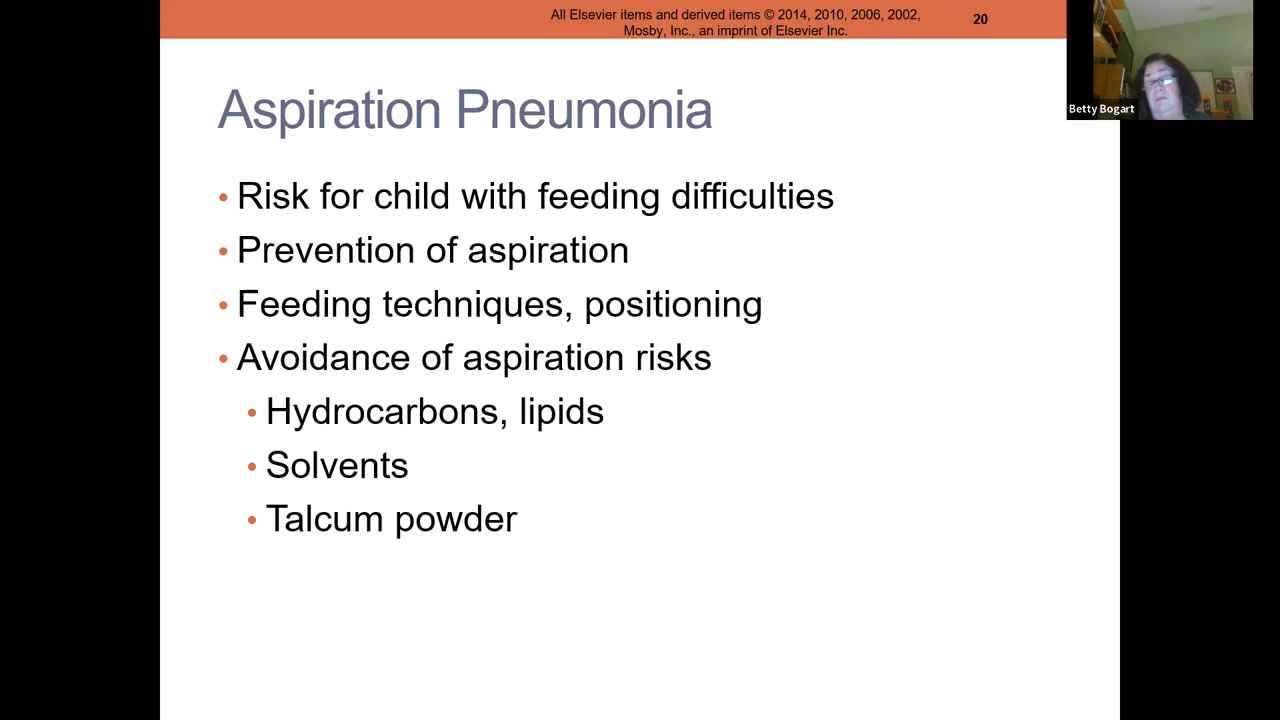 All Elsevier items and derived items © 2014, 2010, 2006, 2002,
Mosby, Inc., an imprint of Elsevier Inc.
20
Betty Bogart
Aspiration Pneumonia
• Risk for child with feeding difficulties
• Prevention of aspiration
• Feeding techniques, positioning
• Avoidance of aspiration risks
• Hydrocarbons, lipids
• Solvents
• Talcum powder